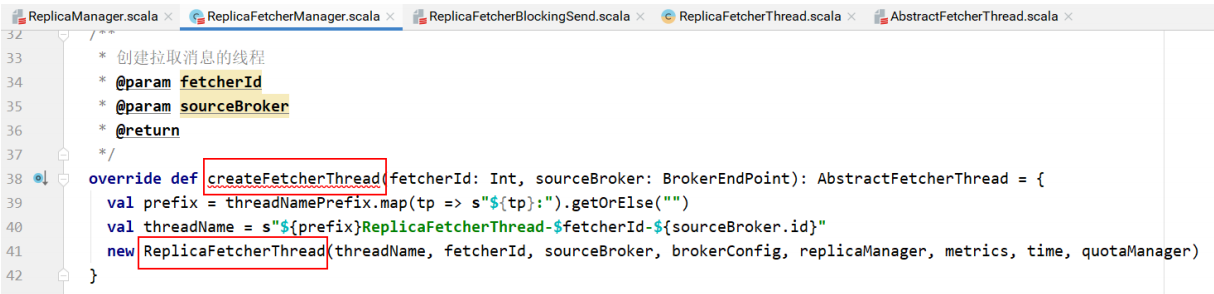 ReplicaManager.scala × ReplicaFetcherManager.scala × ReplicaFetcherBlockingSend.scala × ReplicaFetcherThread.scala × AbstractFetcherThread.scala ×
32 /**
33 * 创建拉取消息的线程
34 * @param fetcherId
35 * @param sourceBroker
36 * @return
37 */
38 override def createFetcherThread(fetcherId: Int, sourceBroker: BrokerEndPoint): AbstractFetcherThread = {
39 val prefix = threadNamePrefix.map(tp => s"${tp}:").getOrElse("")
40 val threadName = s"${prefix}ReplicaFetcherThread-$fetcherId-${sourceBroker.id}"
41 new ReplicaFetcherThread(threadName, fetcherId, sourceBroker, brokerConfig, replicaManager, metrics, time, quotaManager)
42 }